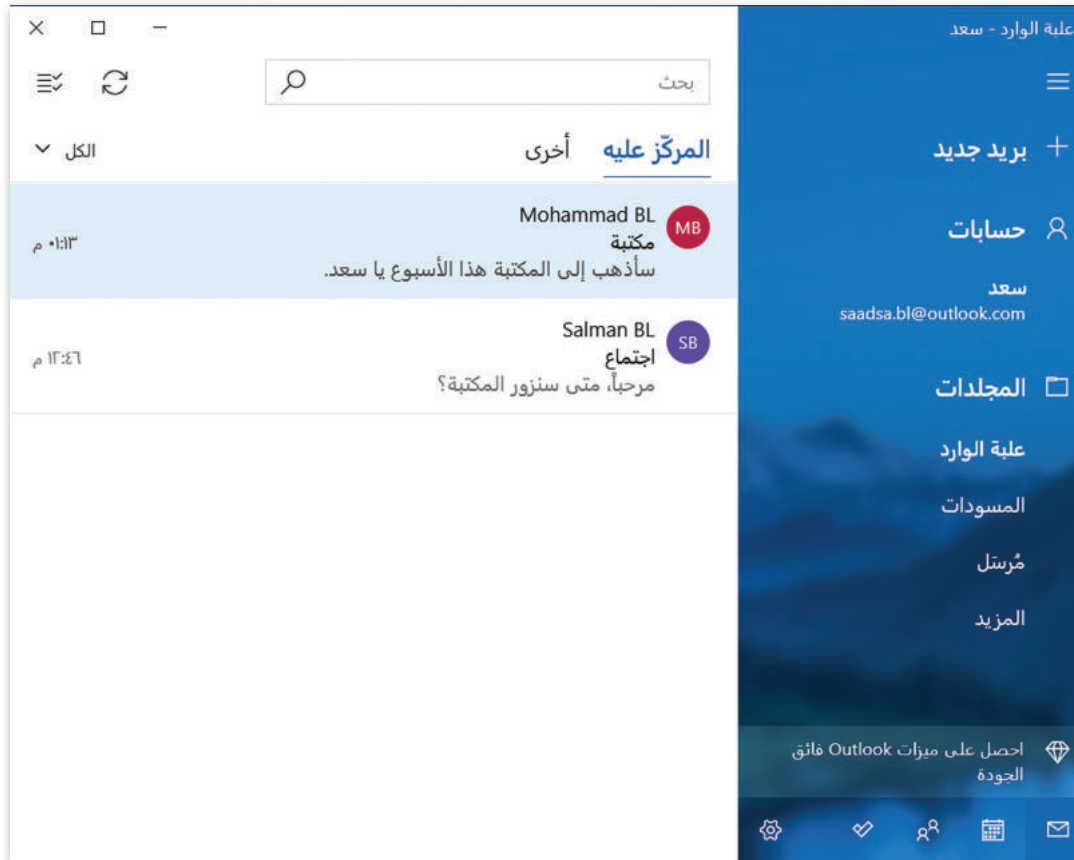 علبة الوارد - سعد
بريد جديد
حسابات
سعد
saadsa.bl@outlook.com
المجلدات
علبة الوارد
المسودات
مُرسَل
المزيد
احصل على ميزات Outlook فائق
الجودة
بحث
المركّز عليه أخرى الكل
MB
Mohammad BL
مكتبة
٠١:١٣ م
سأذهب إلى المكتبة هذا الأسبوع يا سعد.
SB
Salman BL
اجتماع
١٢:٤٦ م
مرحباً، متى سنزور المكتبة؟